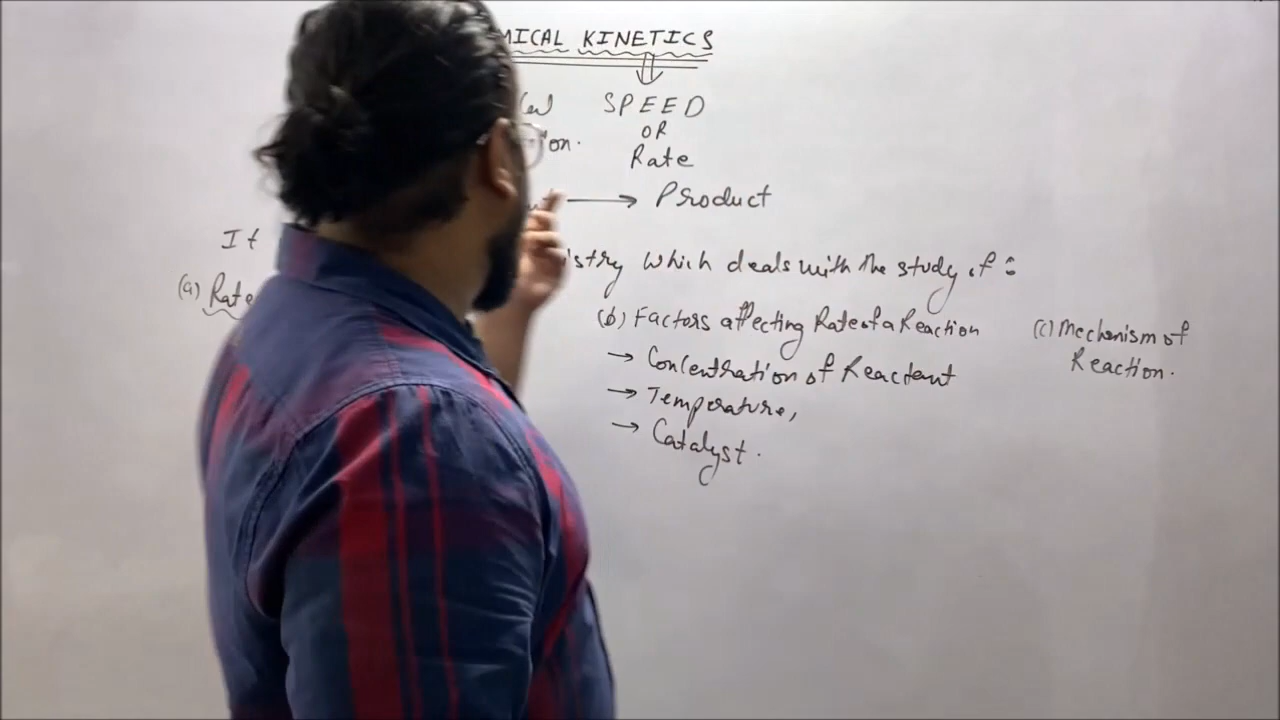 MICAL KINETICS
SPEED
OR
Rate
Product
It
istry which deals with the study of :
(a) Rate
(b) Factors affecting Rate of a Reaction
→ Concentration of Reactant
→ Temperature,
→ Catalyst.
(c) Mechanism of
Reaction.